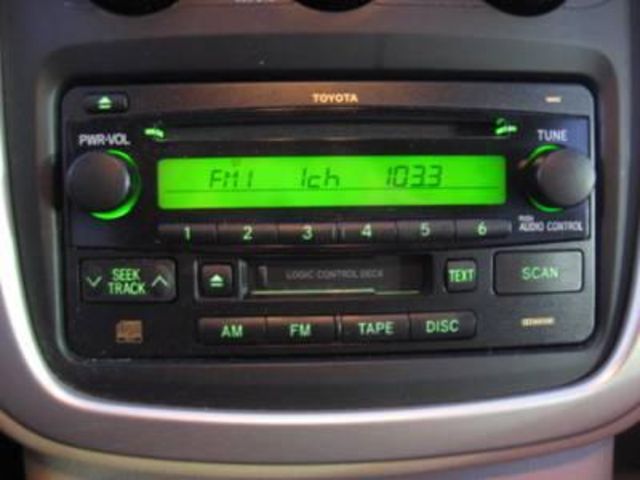 TOYOTA
PWR•VOL
TUNE
FM1 1ch 103.3
1 2 3 4 5 6
PUSH
AUDIO CONTROL
SEEK
TRACK
LOGIC CONTROL DECK
TEXT
SCAN
AM FM TAPE DISC